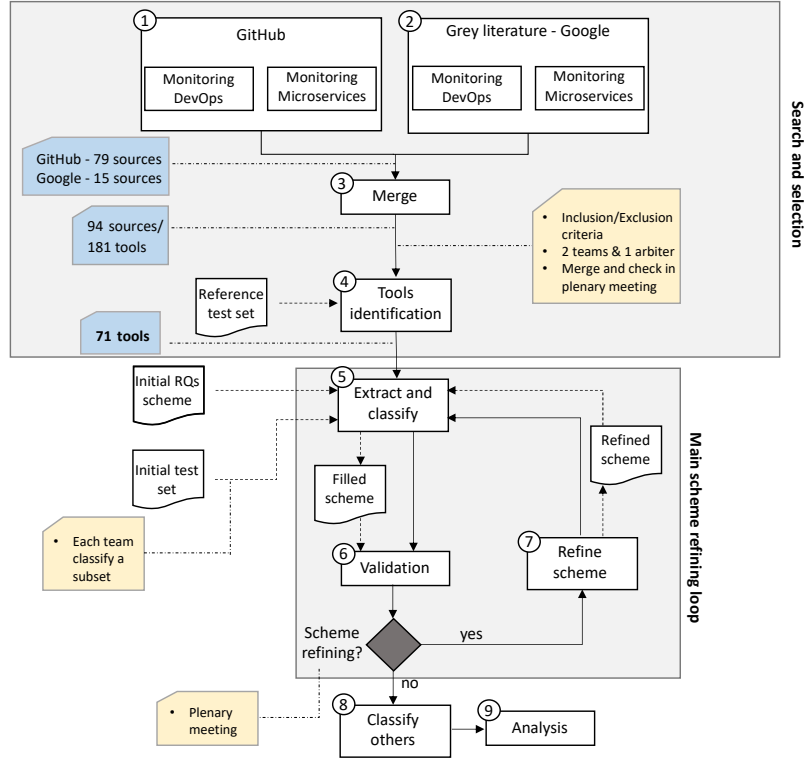 1
GitHub
Monitoring
DevOps
Monitoring
Microservices
2
Grey literature - Google
Monitoring
DevOps
Monitoring
Microservices
Search and selection
GitHub - 79 sources
Google - 15 sources
3
Merge
94 sources/
181 tools
• Inclusion/Exclusion
criteria
• 2 teams & 1 arbiter
• Merge and check in
plenary meeting
Reference
test set
4
Tools
identification
71 tools
Initial RQs
scheme
5
Extract and
classify
Refined
scheme
Main scheme refining loop
Initial test
set
Filled
scheme
• Each team
classify a
subset
6
Validation
7
Refine
scheme
Scheme
refining?
yes
no
• Plenary
meeting
8
Classify
others
9
Analysis